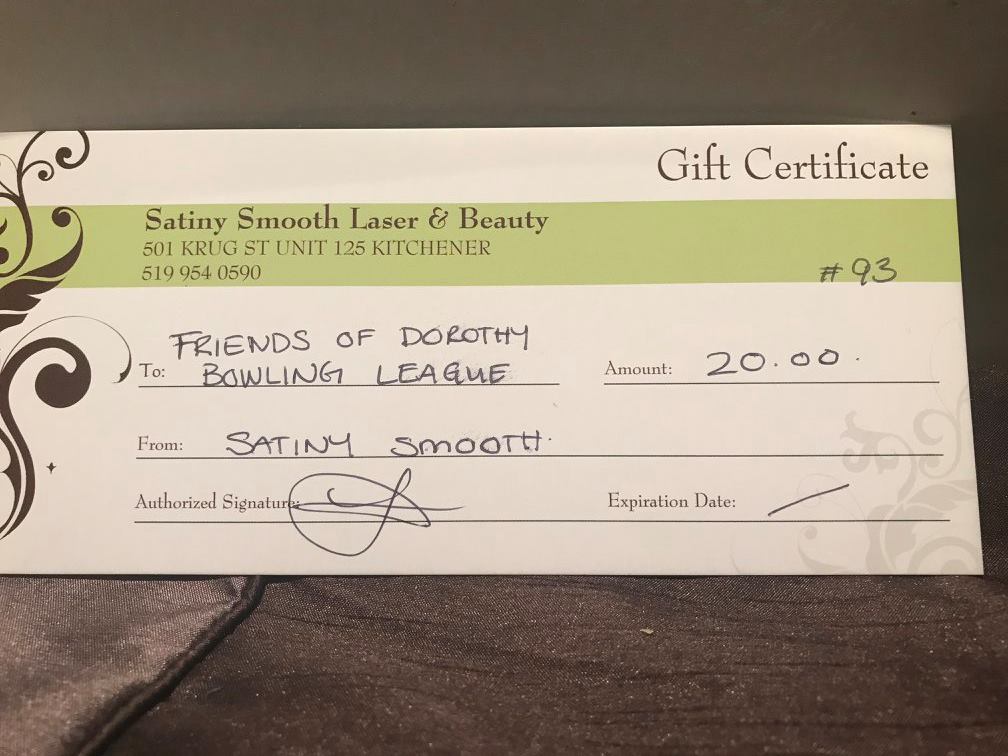 Gift Certificate
Satiny Smooth Laser & Beauty
501 KRUG ST UNIT 125 KITCHENER
519 954 0590
#93
FRIENDS OF DOROTHY
To: BOWLING LEAGUE
Amount: 20.00.
From: SATINY SMOOTH.
Authorized Signature:
Expiration Date: /